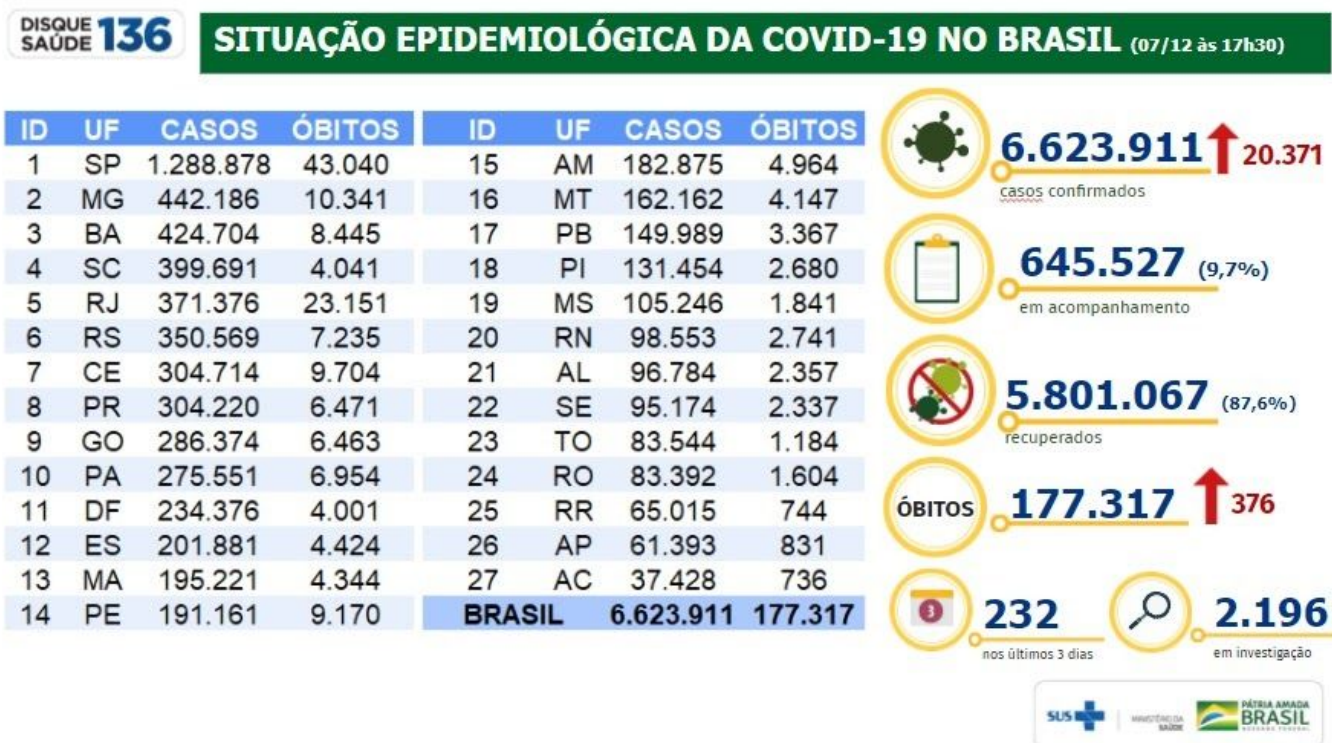 DISQUE
SAÚDE 136
SITUAÇÃO EPIDEMIOLÓGICA DA COVID-19 NO BRASIL (07/12 às 17h30)
ID UF CASOS ÓBITOS
1 SP 1.288.878 43.040
2 MG 442.186 10.341
3 BA 424.704 8.445
4 SC 399.691 4.041
5 RJ 371.376 23.151
6 RS 350.569 7.235
7 CE 304.714 9.704
8 PR 304.220 6.471
9 GO 286.374 6.463
10 PA 275.551 6.954
11 DF 234.376 4.001
12 ES 201.881 4.424
13 MA 195.221 4.344
14 PE 191.161 9.170
ID UF CASOS ÓBITOS
15 AM 182.875 4.964
16 MT 162.162 4.147
17 PB 149.989 3.367
18 PI 131.454 2.680
19 MS 105.246 1.841
20 RN 98.553 2.741
21 AL 96.784 2.357
22 SE 95.174 2.337
23 TO 83.544 1.184
24 RO 83.392 1.604
25 RR 65.015 744
26 AP 61.393 831
27 AC 37.428 736
BRASIL 6.623.911 177.317
6.623.911 20.371
casos confirmados
645.527 (9,7%)
em acompanhamento
5.801.067 (87,6%)
recuperados
ÓBITOS 177.317 376
3 232
nos últimos 3 dias
2.196
em investigação
SUS
MINISTÉRIO DA
SAÚDE
PÁTRIA AMADA
BRASIL
GOVERNO FEDERAL